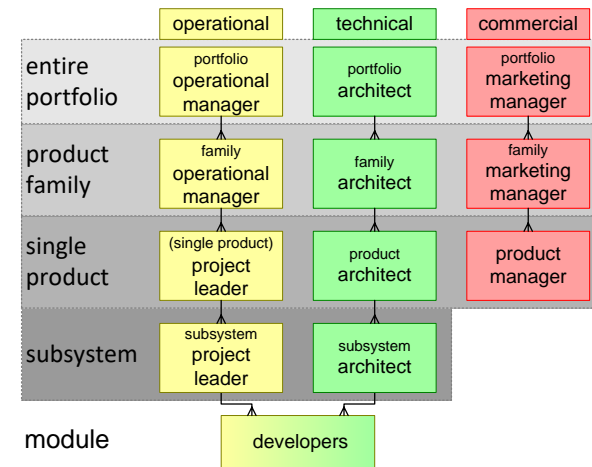 operational
technical
commercial
entire
portfolio
portfolio
operational
manager
portfolio
architect
portfolio
marketing
manager
product
family
family
operational
manager
family
architect
family
marketing
manager
single
product
(single product)
project
leader
product
architect
product
manager
subsystem
subsystem
project
leader
subsystem
architect
module
developers